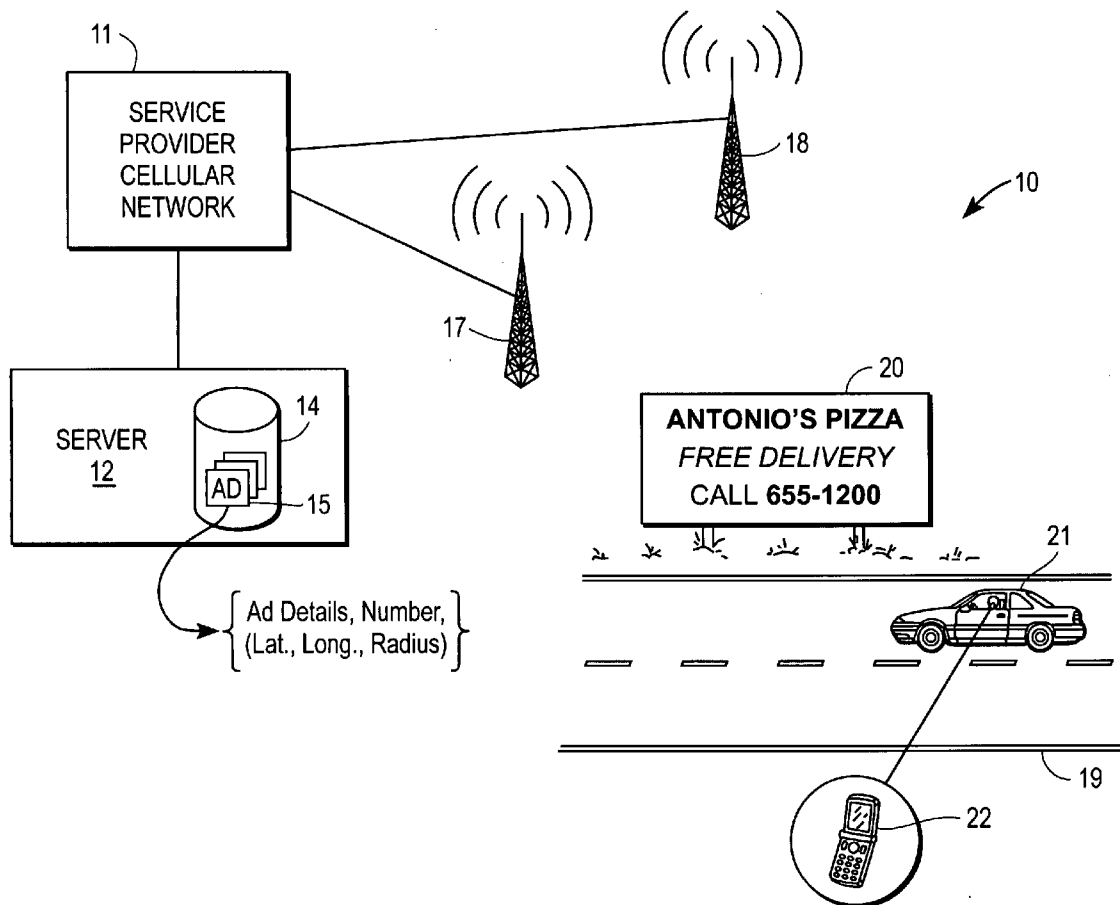 11
SERVICE
PROVIDER
CELLULAR
NETWORK
18
10
17
SERVER
12
14
AD
15
20
ANTONIO'S PIZZA
FREE DELIVERY
CALL 655-1200
21
Ad Details, Number,
(Lat., Long., Radius)
19
22